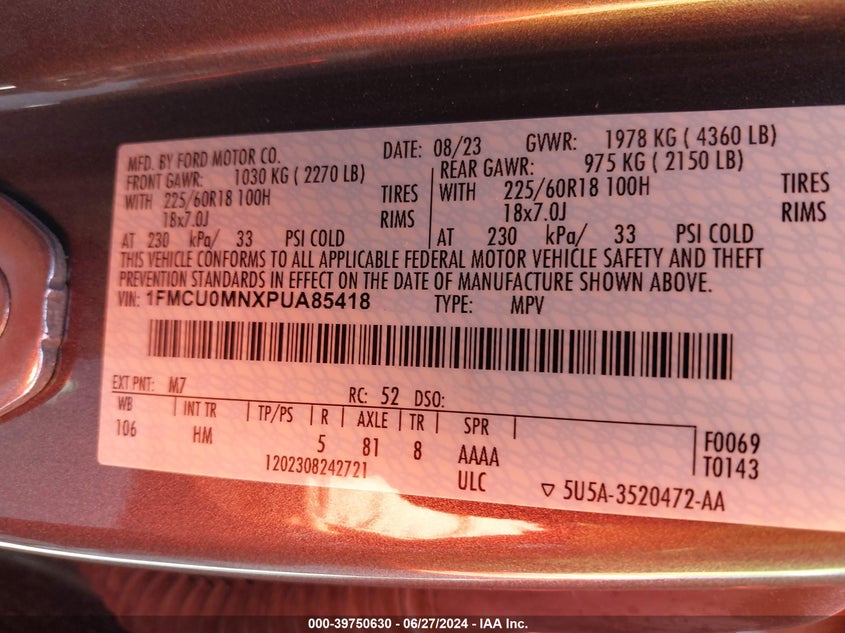 MFD. BY FORD MOTOR CO. DATE: 08/23 GVWR: 1978 KG ( 4360 LB)
FRONT GAWR: 1030 KG ( 2270 LB) REAR GAWR: 975 KG ( 2150 LB)
WITH 225/60R18 100H TIRES WITH 225/60R18 100H TIRES
18x7.0J RIMS 18x7.0J RIMS
AT 230 kPa/ 33 PSI COLD AT 230 kPa/ 33 PSI COLD
THIS VEHICLE CONFORMS TO ALL APPLICABLE FEDERAL MOTOR VEHICLE SAFETY AND THEFT
PREVENTION STANDARDS IN EFFECT ON THE DATE OF MANUFACTURE SHOWN ABOVE.
VIN: 1FMCU0MNXPUA85418 TYPE: MPV
EXT PNT: M7 RC: 52 DSO:
WB INT TR TP/PS R AXLE TR SPR
106 HM 5 81 8 AAAA F0069
1202308242721 ULC T0143
▽ 5U5A-3520472-AA
000-39750630 - 06/27/2024 - IAA Inc.